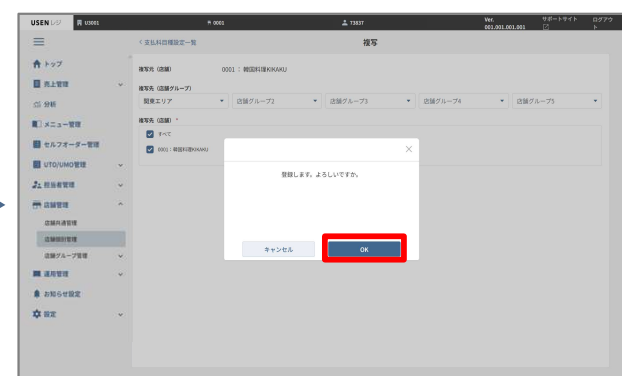 USEN レジ U3001 0001 T3837 Ver. 001.001.001.001 サポートサイト ログアウト
< 支払科目種設定一覧 複写
トップ
売上管理
分析
メニュー管理
セルフオーダー管理
UTO/UMO管理
担当者管理
店舗管理
店舗共通管理
店舗個別管理
店舗グループ管理
運用管理
お知らせ設定
設定
複写元（店舗） 0001 : 韓国料理KIKAKU
複写先（店舗グループ）
関東エリア 店舗グループ2 店舗グループ3 店舗グループ4 店舗グループ5
複写先（店舗） *
すべて
0001 : 韓国料理KIKAKU
登録します。よろしいですか。
キャンセル OK